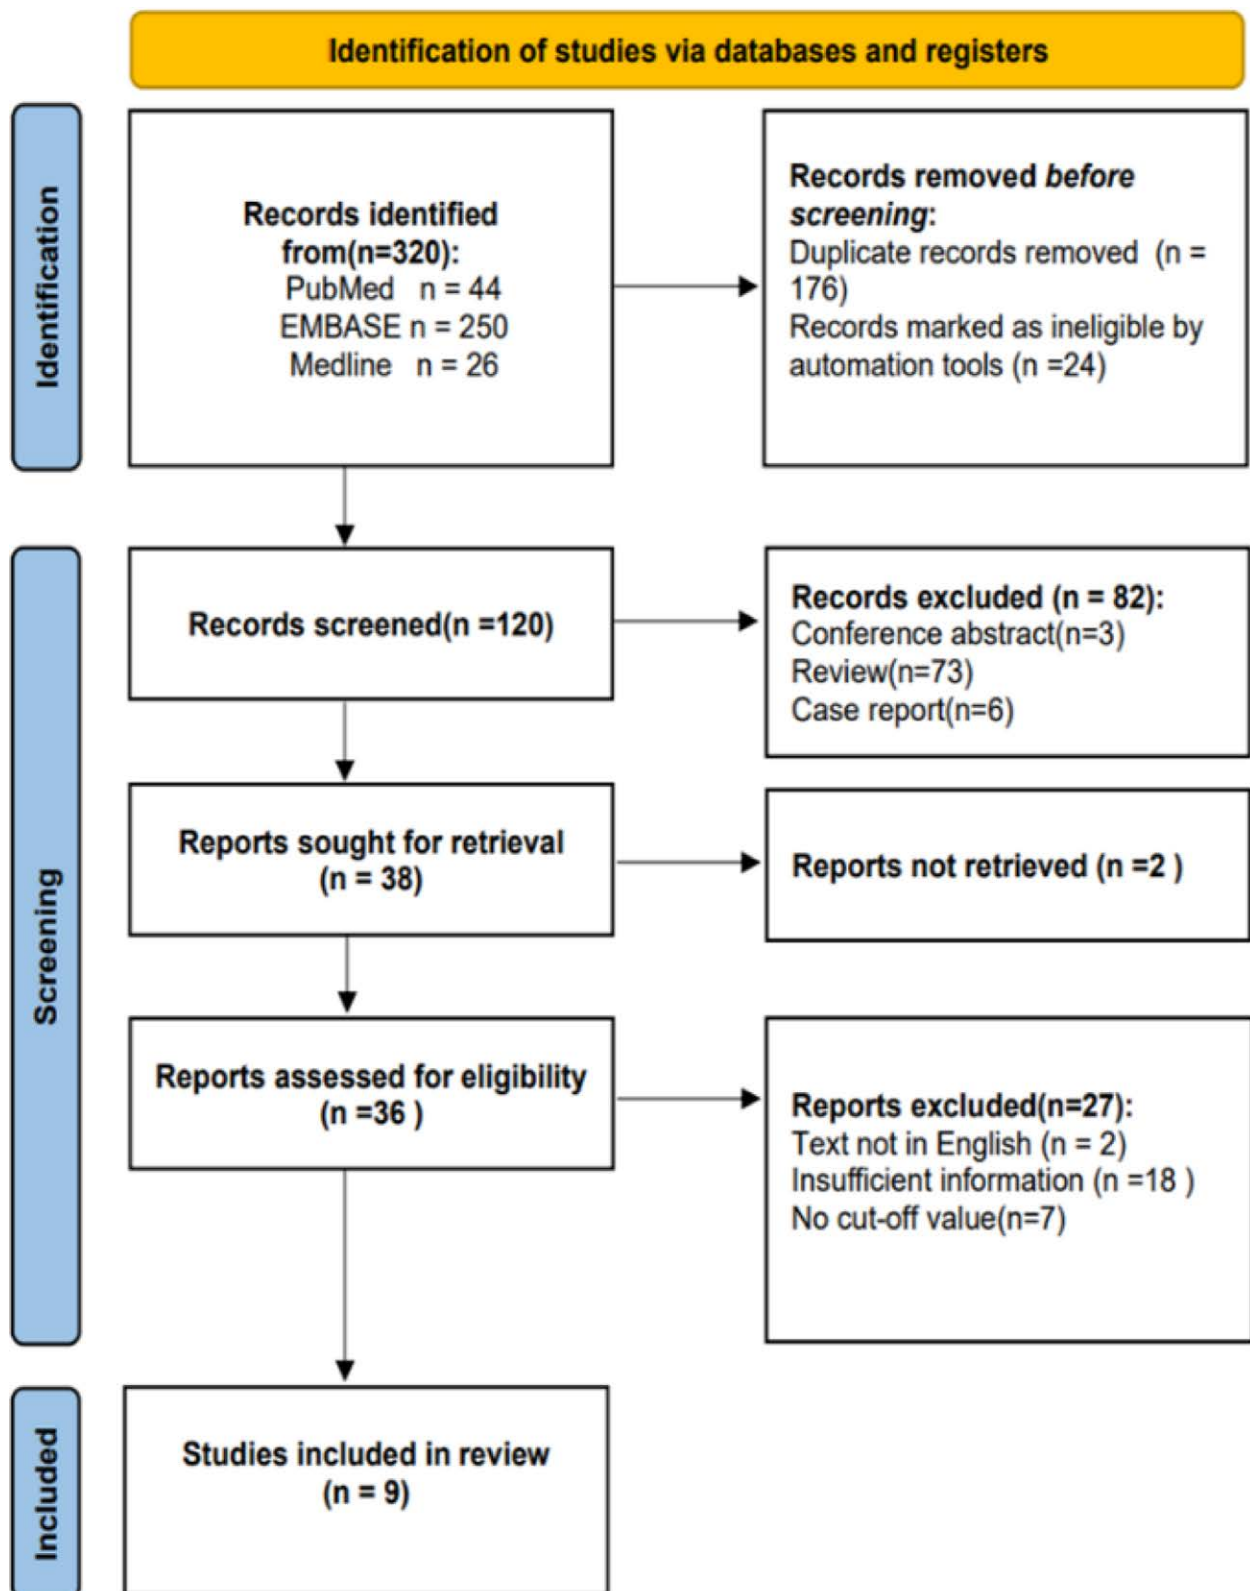 Identification of studies via databases and registers
Identification
Records identified
from(n=320):
PubMed n = 44
EMBASE n = 250
Medline n = 26
Records removed before
screening:
Duplicate records removed (n =
176)
Records marked as ineligible by
automation tools (n =24)
Screening
Records screened(n =120)
Records excluded (n = 82):
Conference abstract(n=3)
Review(n=73)
Case report(n=6)
Reports sought for retrieval
(n = 38)
Reports not retrieved (n =2 )
Reports assessed for eligibility
(n =36 )
Reports excluded(n=27):
Text not in English (n = 2)
Insufficient information (n =18 )
No cut-off value(n=7)
Included
Studies included in review
(n = 9)